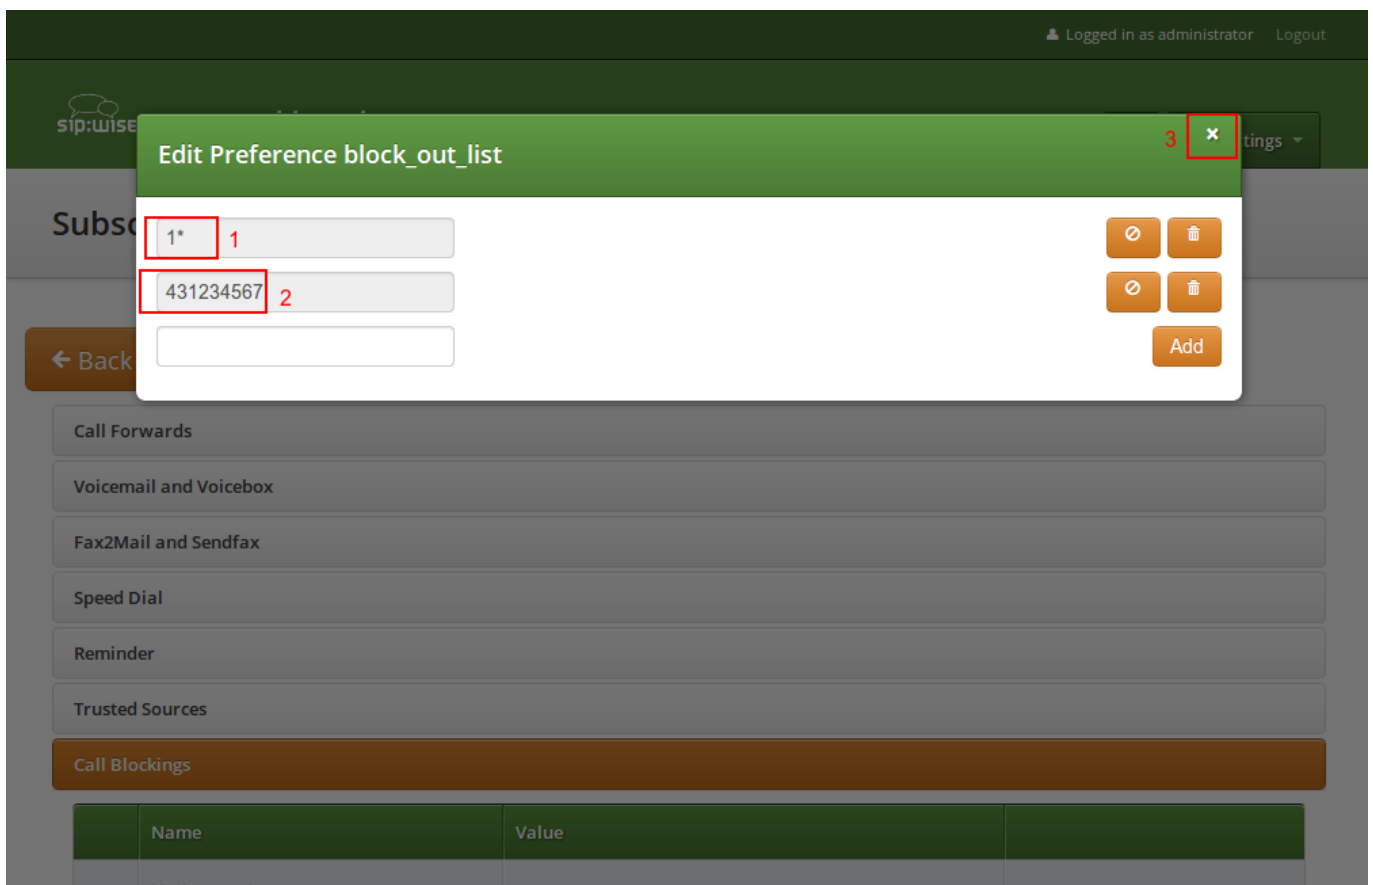 Logged in as administrator Logout
sip:wise
Edit Preference block_out_list
3
tings
Subsc
1*
1
431234567
2
Add
Back
Call Forwards
Voicemail and Voicebox
Fax2Mail and Sendfax
Speed Dial
Reminder
Trusted Sources
Call Blockings
Name Value